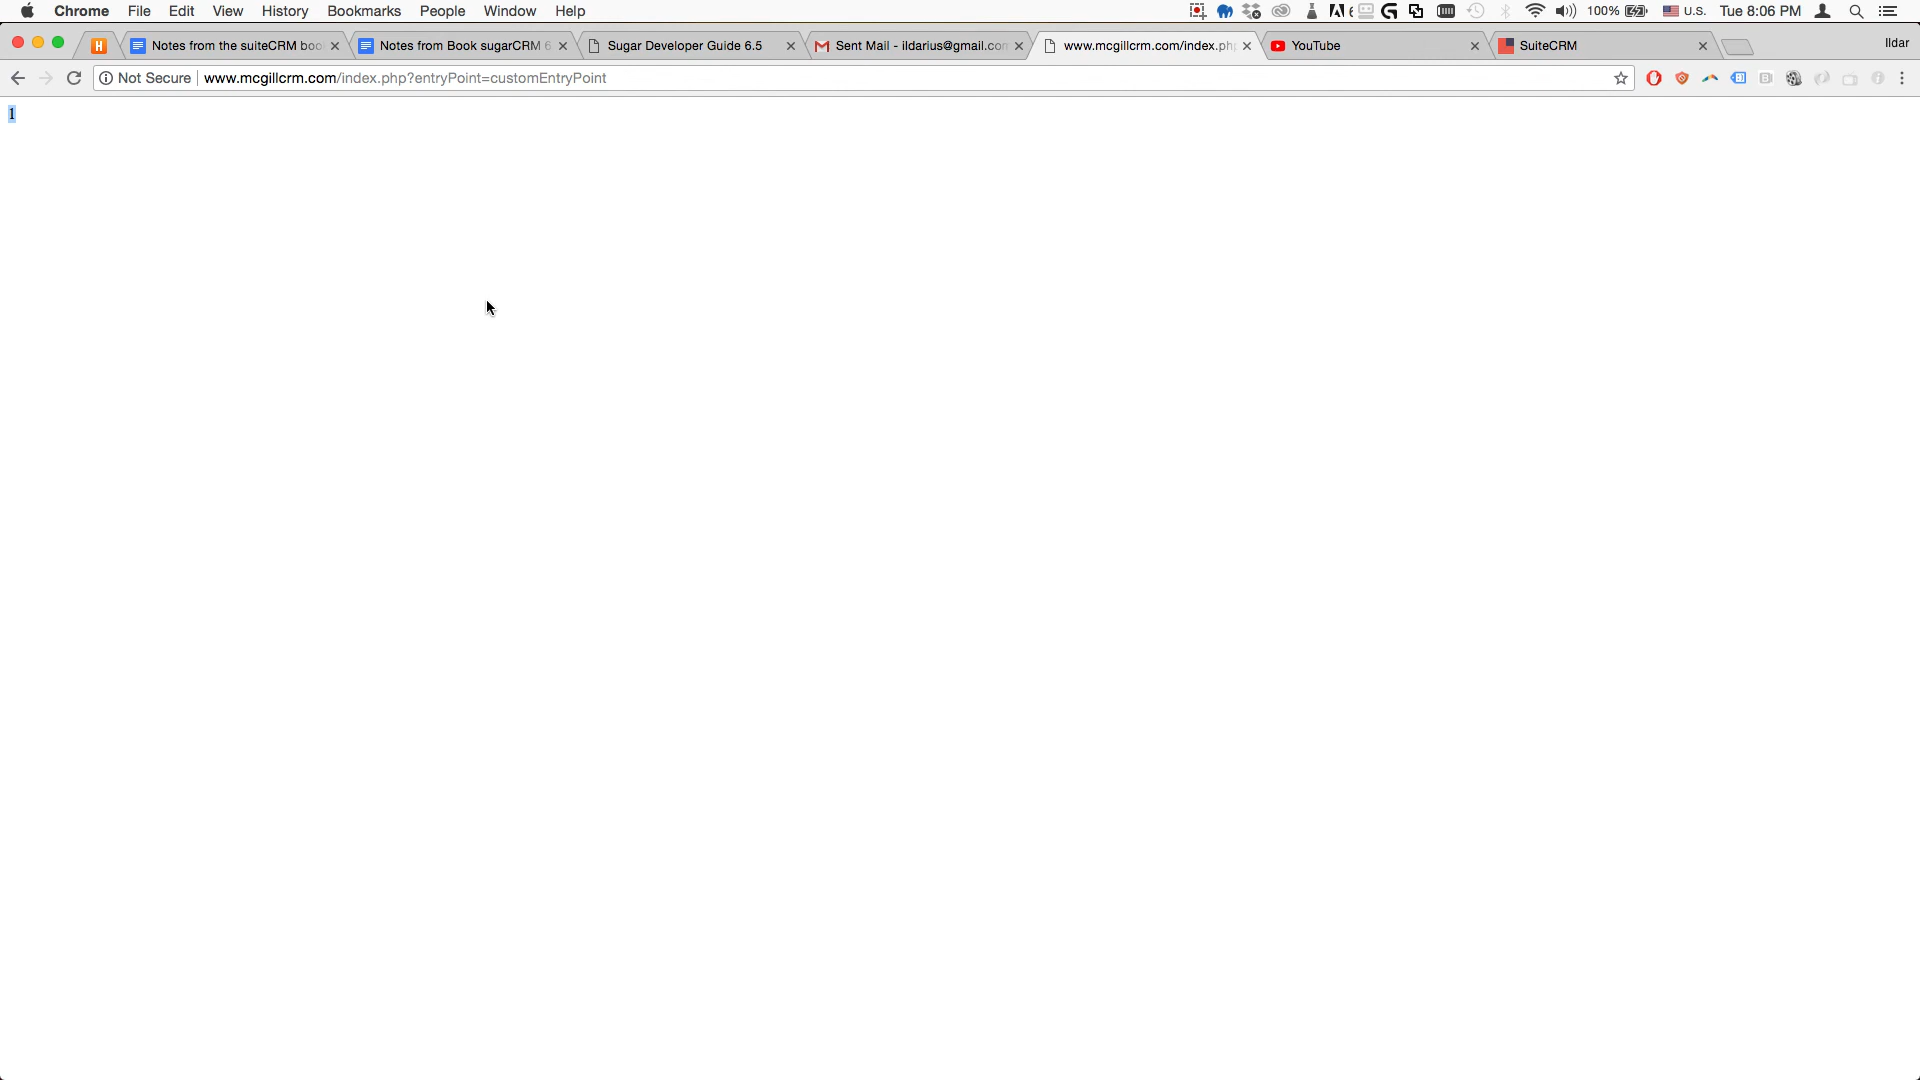 Chrome File Edit View History Bookmarks People Window Help 100% U.S. Tue 8:06 PM
H Notes from the suiteCRM boo Notes from Book sugarCRM 6 Sugar Developer Guide 6.5 Sent Mail - ildarius@gmail.con www.mcgillcrm.com/index.ph YouTube SuiteCRM Ildar
Not Secure www.mcgillcrm.com/index.php?entryPoint=customEntryPoint
1